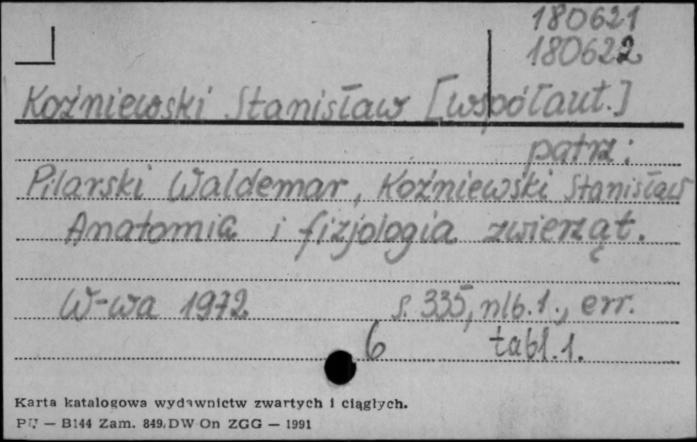 180621
180622
Koźniewski Stanisław [współaut.]
patrz:
Pilarski Waldemar, Koźniewski Stanisław
Anatomia i fizjologia zwierząt.
W-wa 1972 s. 335, nlb. 1., err.
6 tabl. 1.
Karta katalogowa wydawnictw zwartych i ciągłych.
PU — B144 Zam. 849. DW On ZGG — 1991